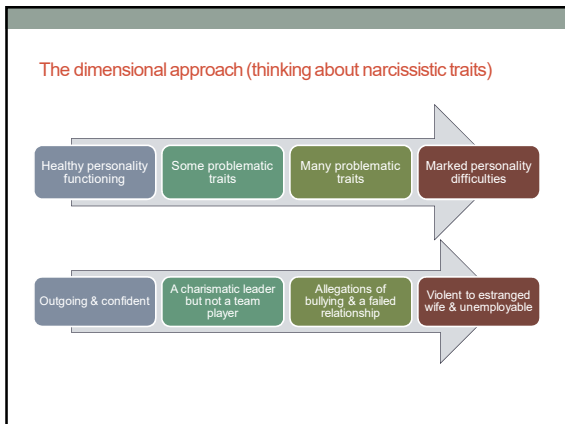 The dimensional approach (thinking about narcissistic traits)
Healthy personality
functioning
Some problematic
traits
Many problematic
traits
Marked personality
difficulties
Outgoing & confident
A charismatic leader
but not a team
player
Allegations of
bullying & a failed
relationship
Violent to estranged
wife & unemployable